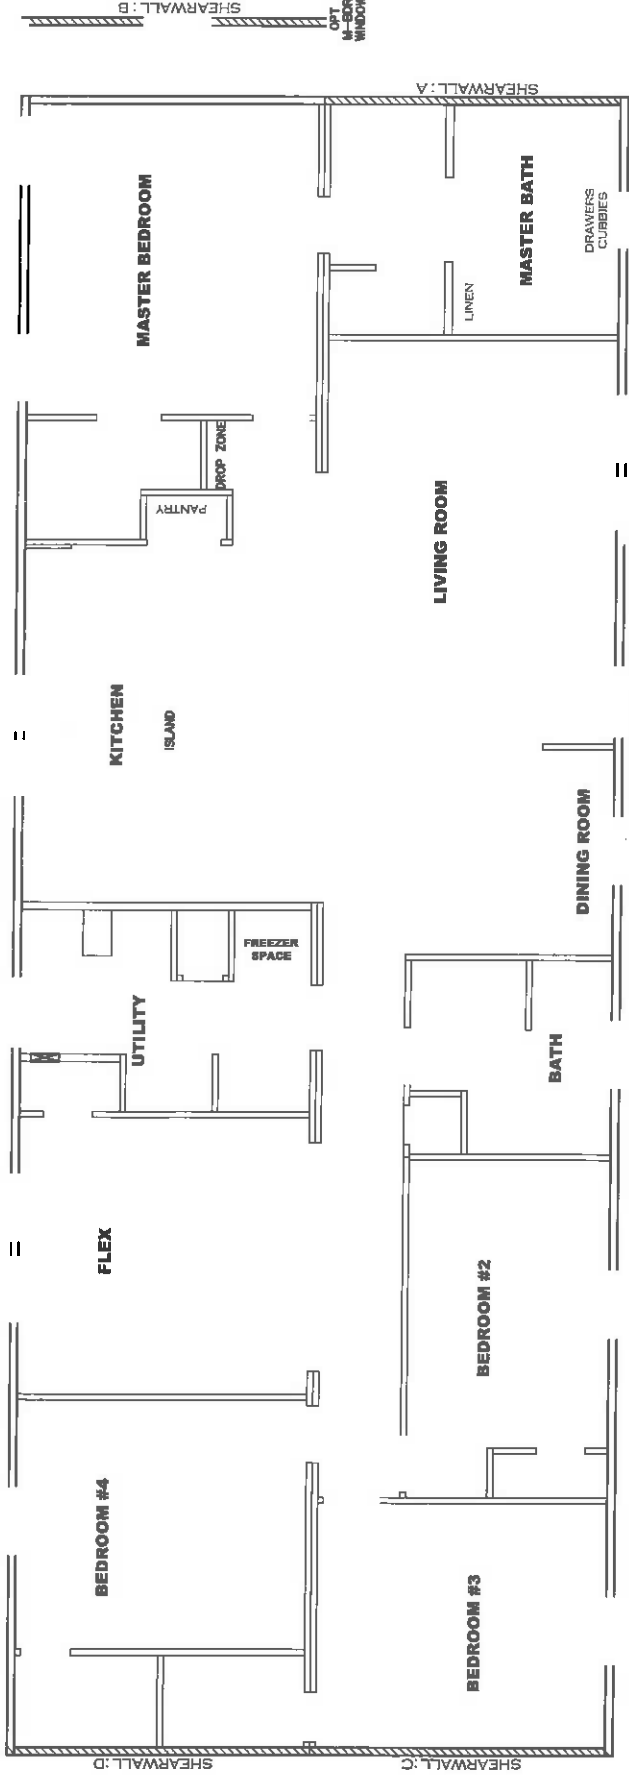 SHEARWALL:B
OPT
M-BDR
WINDOW
SHEARWALL:A
MASTER BEDROOM
MASTER BATH
DRAWERS
CUBBIES
LINEN
DROP ZONE
PANTRY
LIVING ROOM
KITCHEN
ISLAND
DINING ROOM
FREEZER
SPACE
UTILITY
BATH
FLEX
BEDROOM #2
BEDROOM #4
BEDROOM #3
SHEARWALL:D
SHEARWALL:C